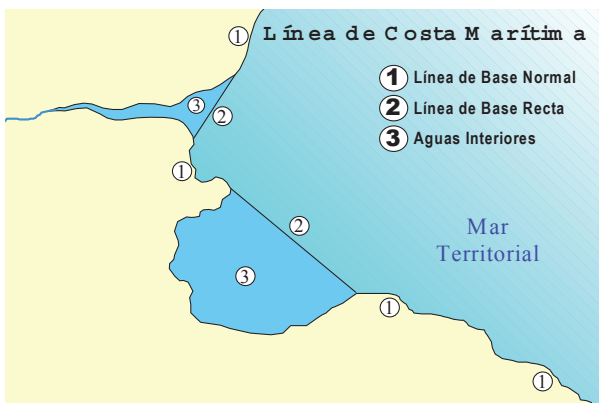 Línea de Costa Marítima
1 Línea de Base Normal
2 Línea de Base Recta
3 Aguas Interiores
1
3
2
1
2
Mar
Territorial
3
1
1